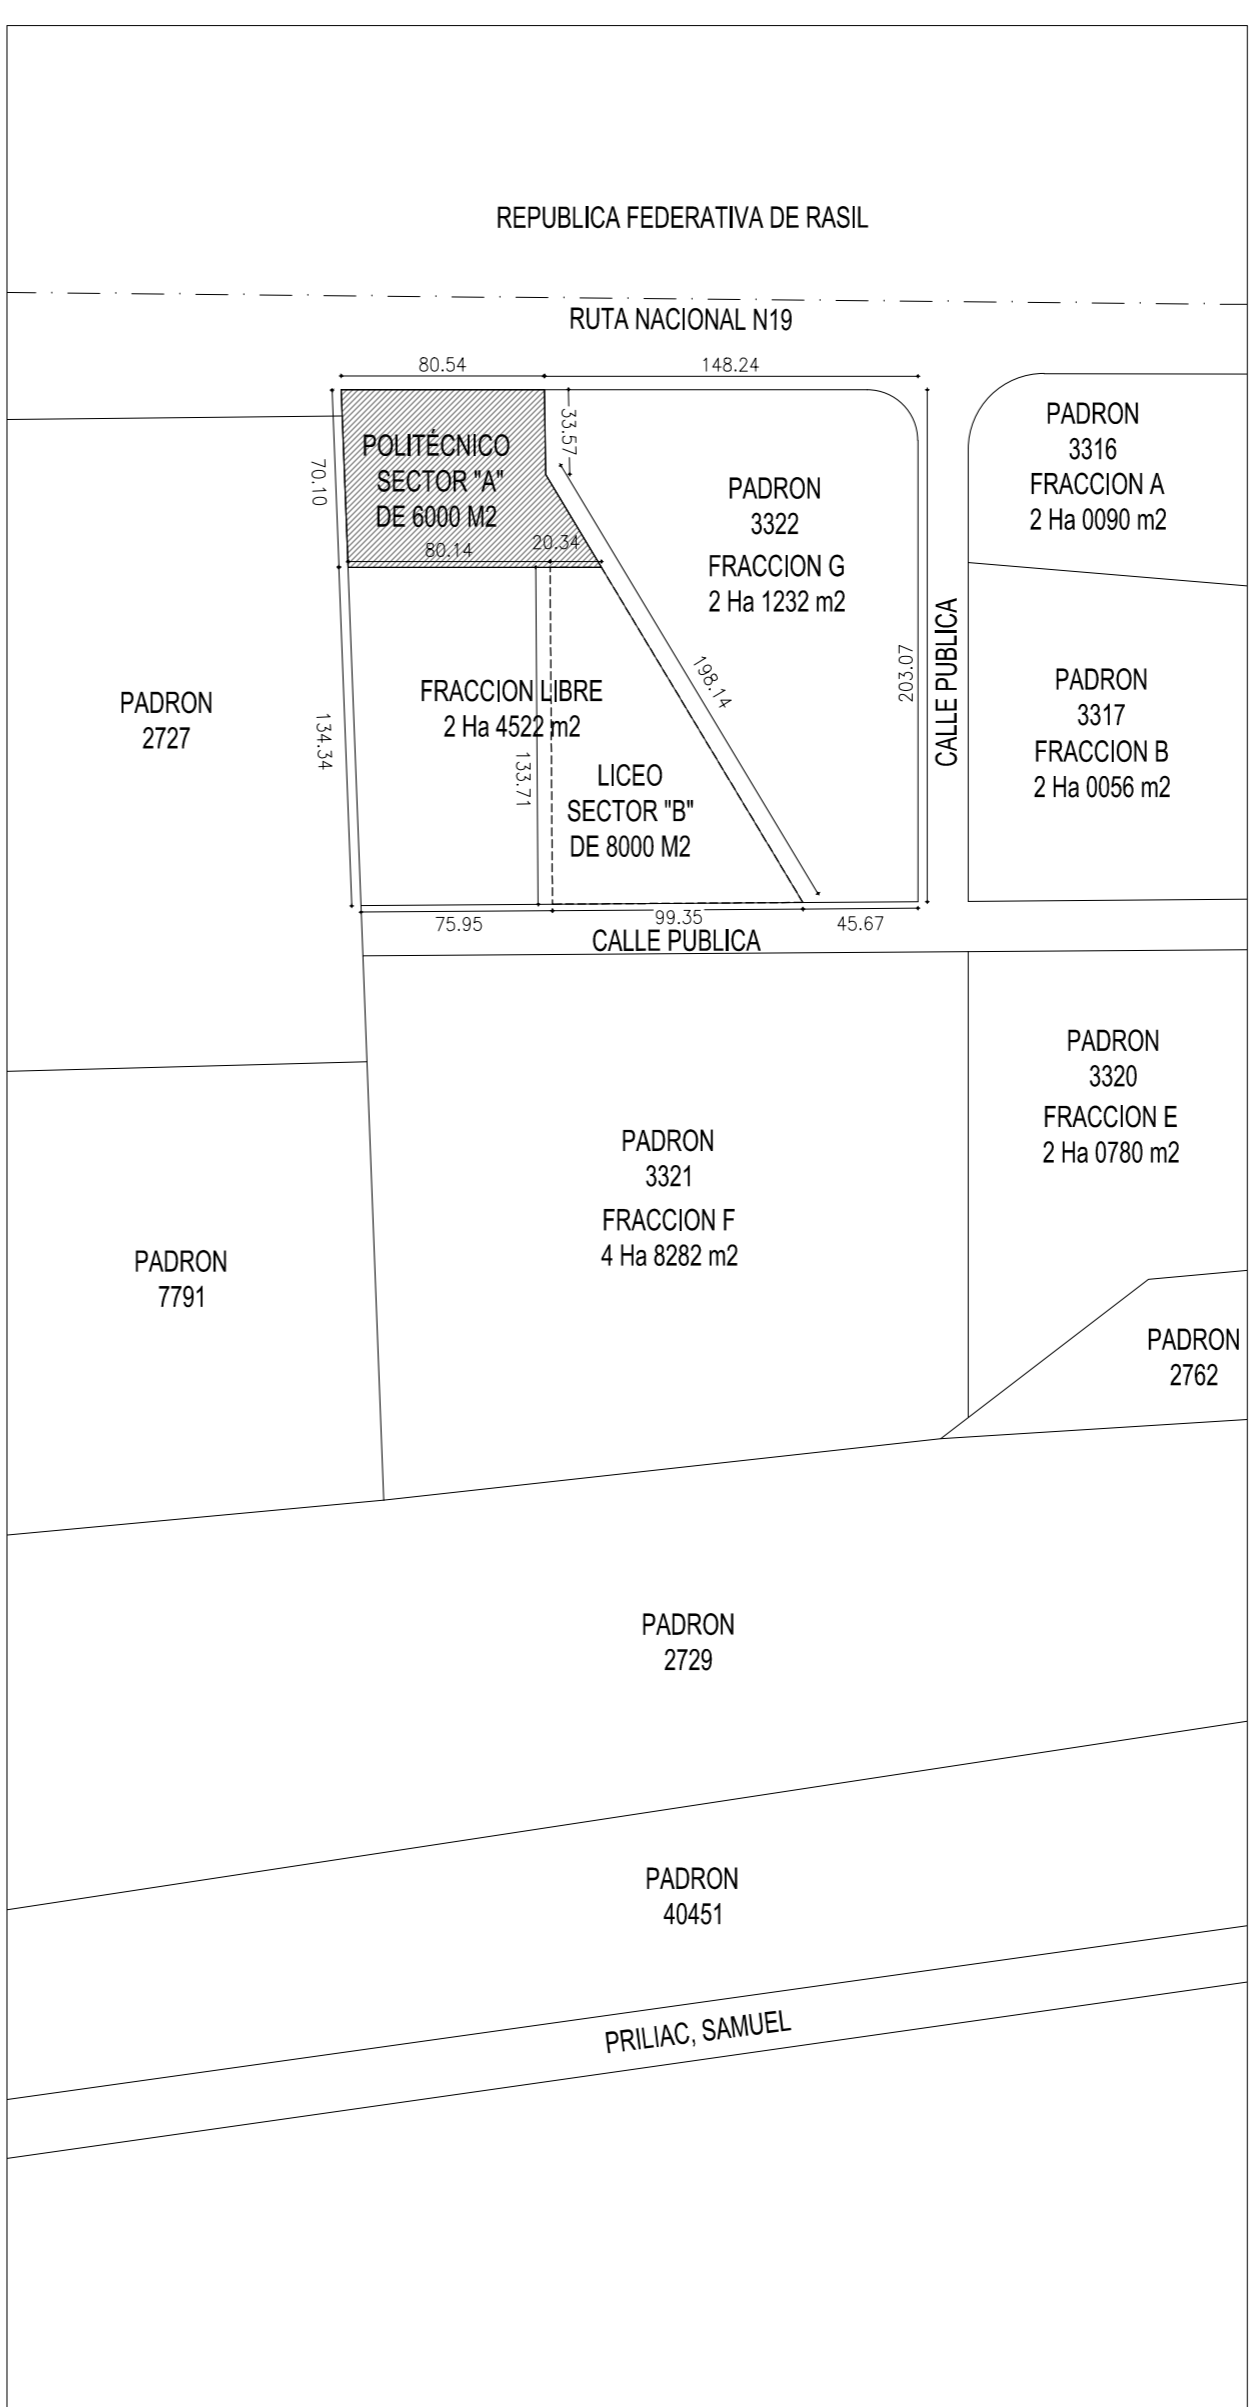 REPUBLICA FEDERATIVA DE RASIL
RUTA NACIONAL N19
80.54
148.24
33.57
70.10
POLITÉCNICO
SECTOR "A"
DE 6000 M2
80.14
20.34
PADRON
3322
FRACCION G
2 Ha 1232 m2
PADRON
3316
FRACCION A
2 Ha 0090 m2
CALLE PUBLICA
203.07
198.14
PADRON
2727
134.34
FRACCION LIBRE
2 Ha 4522 m2
133.71
LICEO
SECTOR "B"
DE 8000 M2
PADRON
3317
FRACCION B
2 Ha 0056 m2
75.95
99.35
45.67
CALLE PUBLICA
PADRON
3320
FRACCION E
2 Ha 0780 m2
PADRON
3321
FRACCION F
4 Ha 8282 m2
PADRON
7791
PADRON
2762
PADRON
2729
PADRON
40451
PRILIAC, SAMUEL